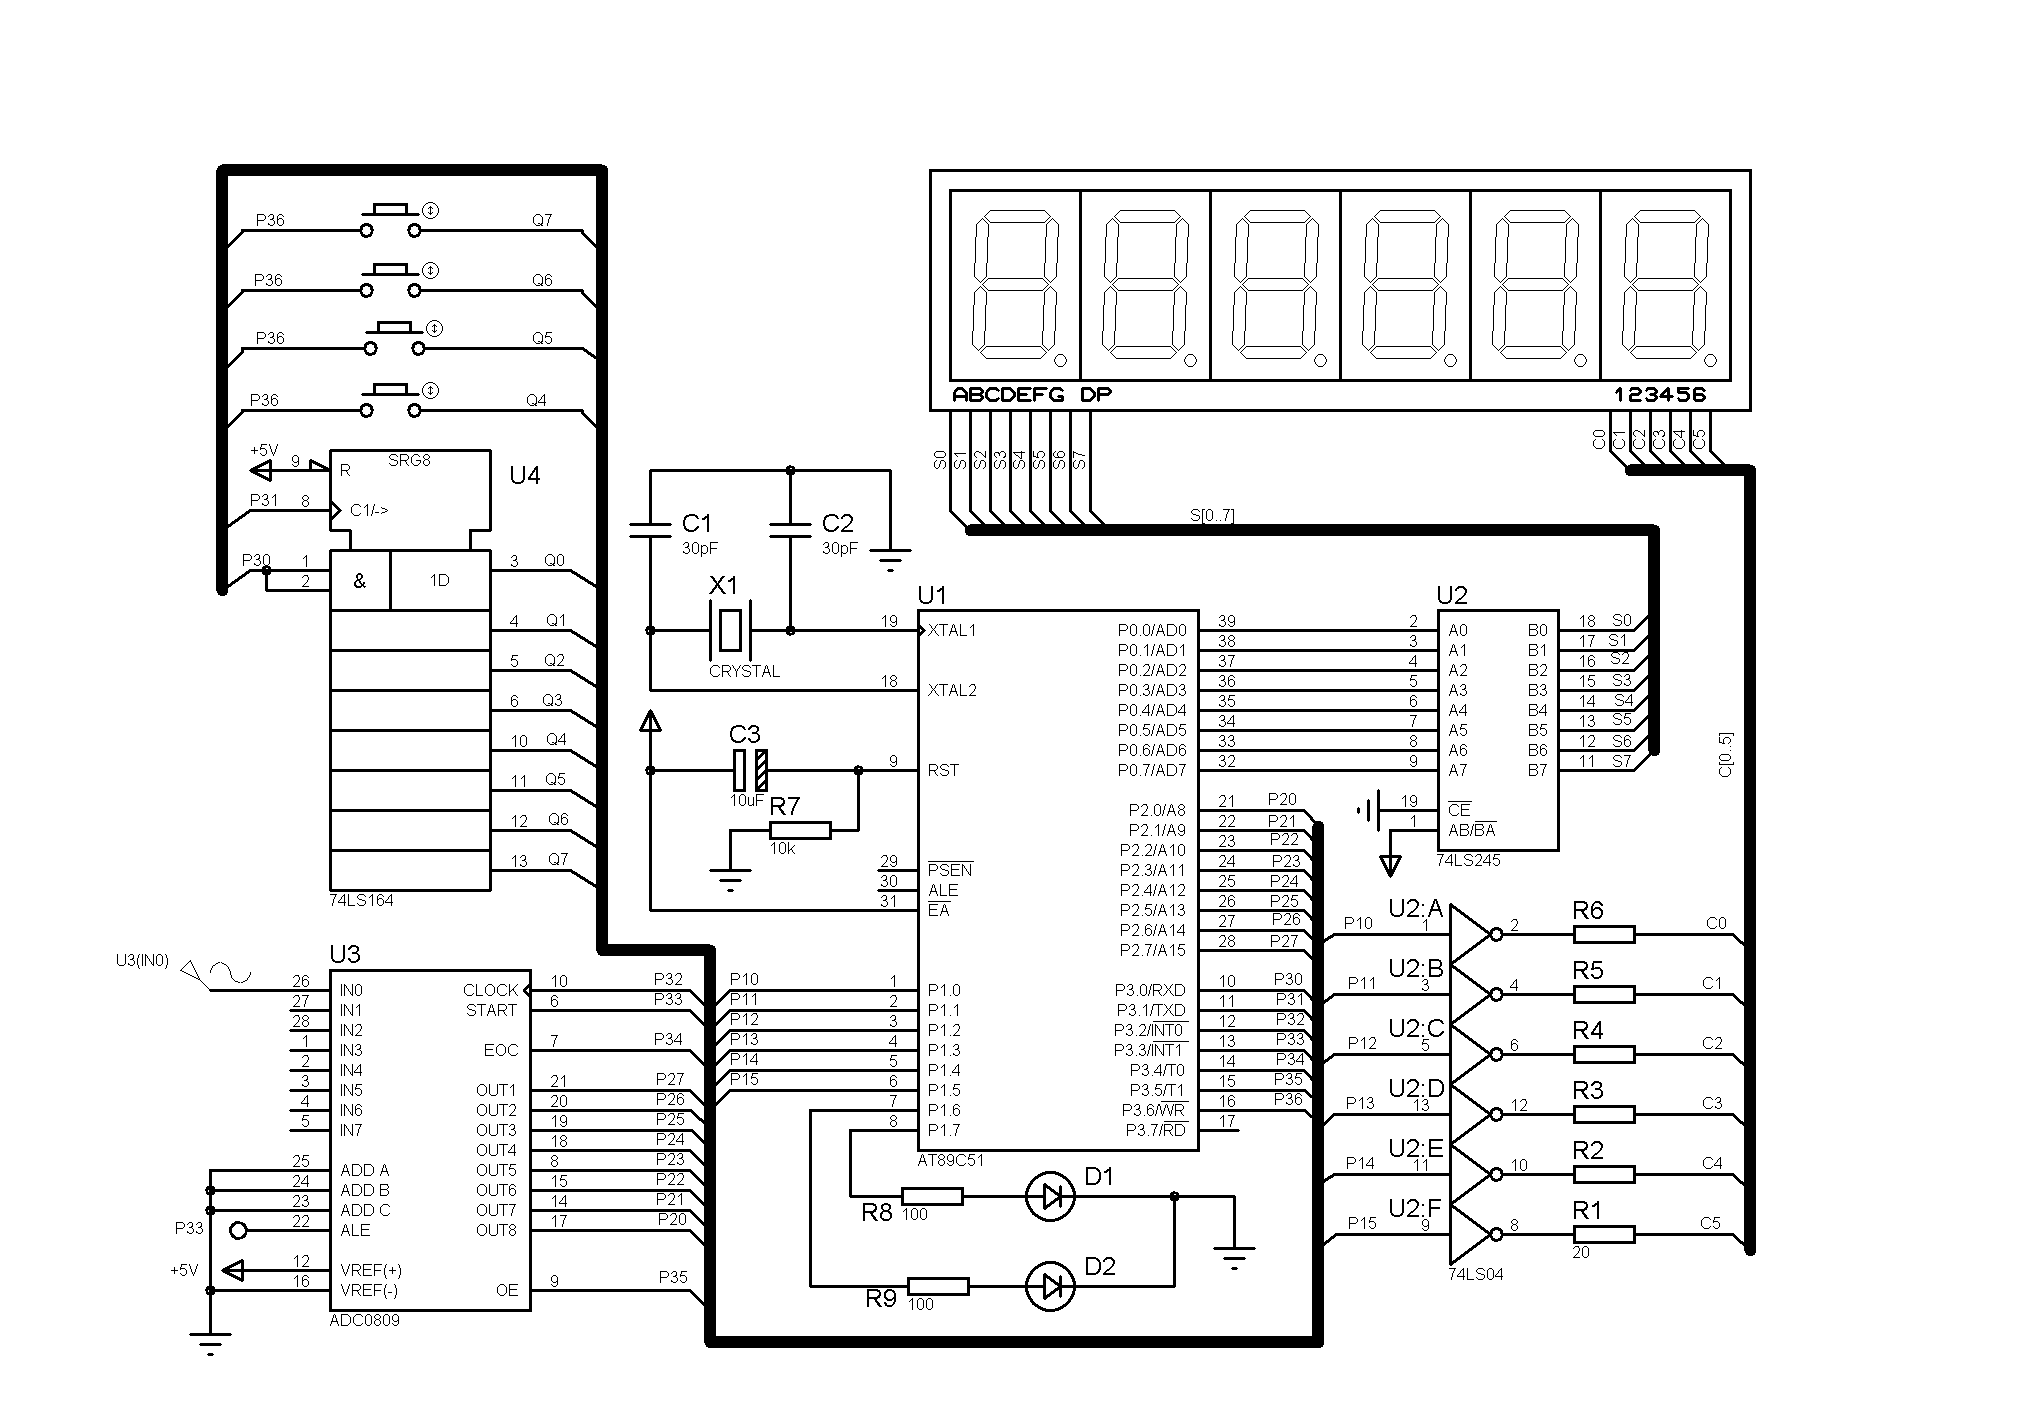 P36 Q7
P36 Q6
P36 Q5
P36 Q4
ABCDEFG DP
123456
S0 S1 S2 S3 S4 S5 S6 S7
C0 C1 C2 C3 C4 C5
S[0..7]
C[0..5]
+5V 9 R SRG8
U4
P31 8 C1/->
P30 1 & 1D 3 Q0
2
4 Q1
5 Q2
6 Q3
10 Q4
11 Q5
12 Q6
13 Q7
74LS164
C1
30pF
C2
30pF
X1
CRYSTAL
C3
10uF
R7
10k
U1
19 XTAL1 P0.0/AD0 39
P0.1/AD1 38
P0.2/AD2 37
18 XTAL2 P0.3/AD3 36
P0.4/AD4 35
P0.5/AD5 34
P0.6/AD6 33
9 RST P0.7/AD7 32
P2.0/A8 21 P20
P2.1/A9 22 P21
P2.2/A10 23 P22
29 PSEN P2.3/A11 24 P23
30 ALE P2.4/A12 25 P24
31 EA P2.5/A13 26 P25
P2.6/A14 27 P26
P2.7/A15 28 P27
P10 1 P1.0 P3.0/RXD 10 P30
P11 2 P1.1 P3.1/TXD 11 P31
P12 3 P1.2 P3.2/INT0 12 P32
P13 4 P1.3 P3.3/INT1 13 P33
P14 5 P1.4 P3.4/T0 14 P34
P15 6 P1.5 P3.5/T1 15 P35
7 P1.6 P3.6/WR 16 P36
8 P1.7 P3.7/RD 17
AT89C51
U2
2 A0 B0 18 S0
3 A1 B1 17 S1
4 A2 B2 16 S2
5 A3 B3 15 S3
6 A4 B4 14 S4
7 A5 B5 13 S5
8 A6 B6 12 S6
9 A7 B7 11 S7
19 CE
1 AB/BA
74LS245
U3(IN0)
U3
26 IN0 CLOCK 10 P32
27 IN1 START 6 P33
28 IN2
1 IN3 EOC 7 P34
2 IN4
3 IN5 OUT1 21 P27
4 IN6 OUT2 20 P26
5 IN7 OUT3 19 P25
OUT4 18 P24
25 ADD A OUT5 8 P23
24 ADD B OUT6 15 P22
23 ADD C OUT7 14 P21
P33 22 ALE OUT8 17 P20
+5V 12 VREF(+)
16 VREF(-) OE 9 P35
ADC0809
R8
100
D1
R9
100
D2
U2:A
P10 1 2 R6 C0
U2:B
P11 3 4 R5 C1
U2:C
P12 5 6 R4 C2
U2:D
P13 13 12 R3 C3
U2:E
P14 11 10 R2 C4
U2:F
P15 9 8 R1 C5
20
74LS04